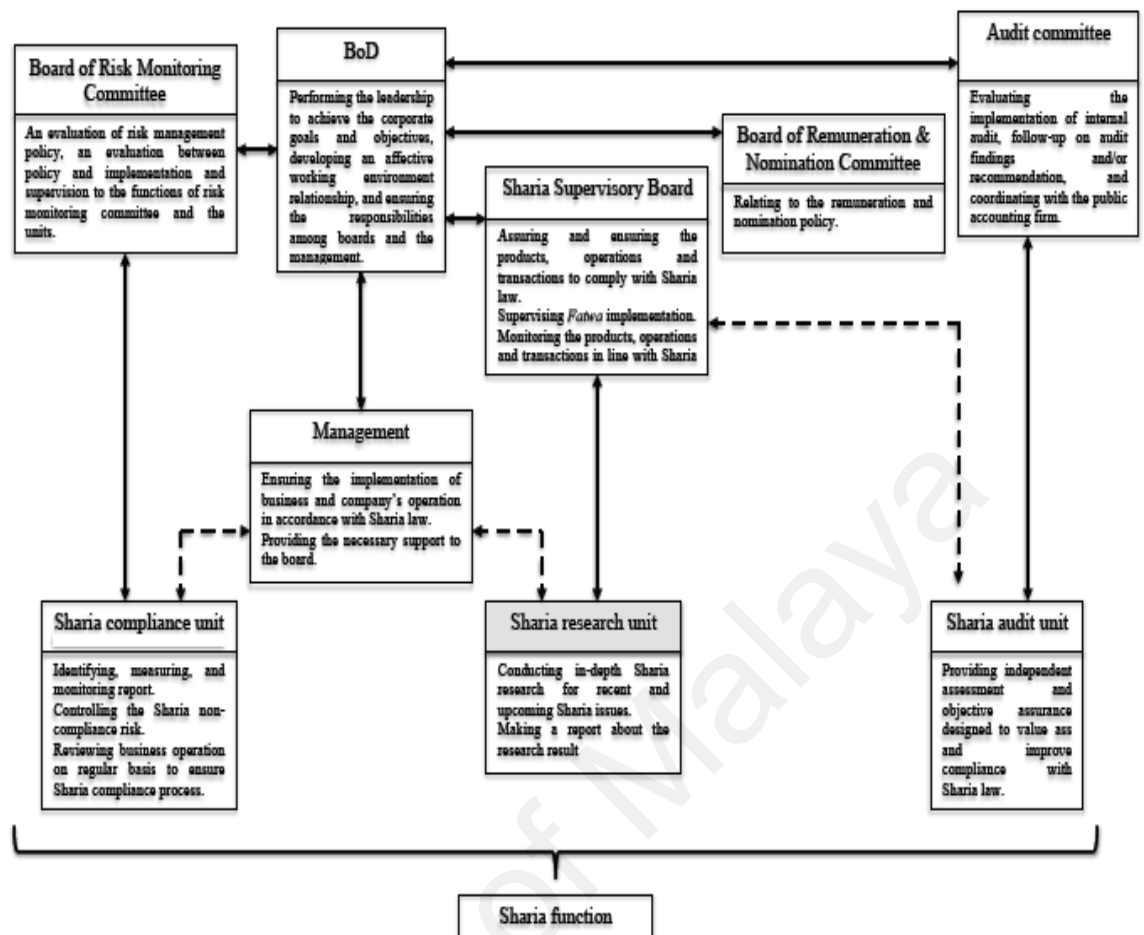 Board of Risk Monitoring
Committee
An evaluation of risk management
policy, an evaluation between
policy and implementation and
supervision to the functions of risk
monitoring committee and the
units.
BoD
Performing the leadership
to achieve the corporate
goals and objectives,
developing an affective
working environment
relationship, and ensuring
the responsibilities
among boards and the
management.
Audit committee
Evaluating the
implementation of internal
audit, follow-up on audit
findings and/or
recommendation, and
coordinating with the public
accounting firm.
Board of Remuneration &
Nomination Committee
Relating to the remuneration and
nomination policy.
Sharia Supervisory Board
Assuring and ensuring the
products, operations and
transactions to comply with Sharia
law.
Supervising Fatwa implementation.
Monitoring the products, operations
and transactions in line with Sharia
Management
Ensuring the implementation of
business and company's operation
in accordance with Sharia law.
Providing the necessary support to
the board.
Sharia compliance unit
Identifying, measuring, and
monitoring report.
Controlling the Sharia non-
compliance risk.
Reviewing business operation
on regular basis to ensure
Sharia compliance process.
Sharia research unit
Conducting in-depth Sharia
research for recent and
upcoming Sharia issues.
Making a report about the
research result
Sharia audit unit
Providing independent
assessment and
objective assurance
designed to value ass
and improve
compliance with
Sharia law.
Sharia function
of Malaya